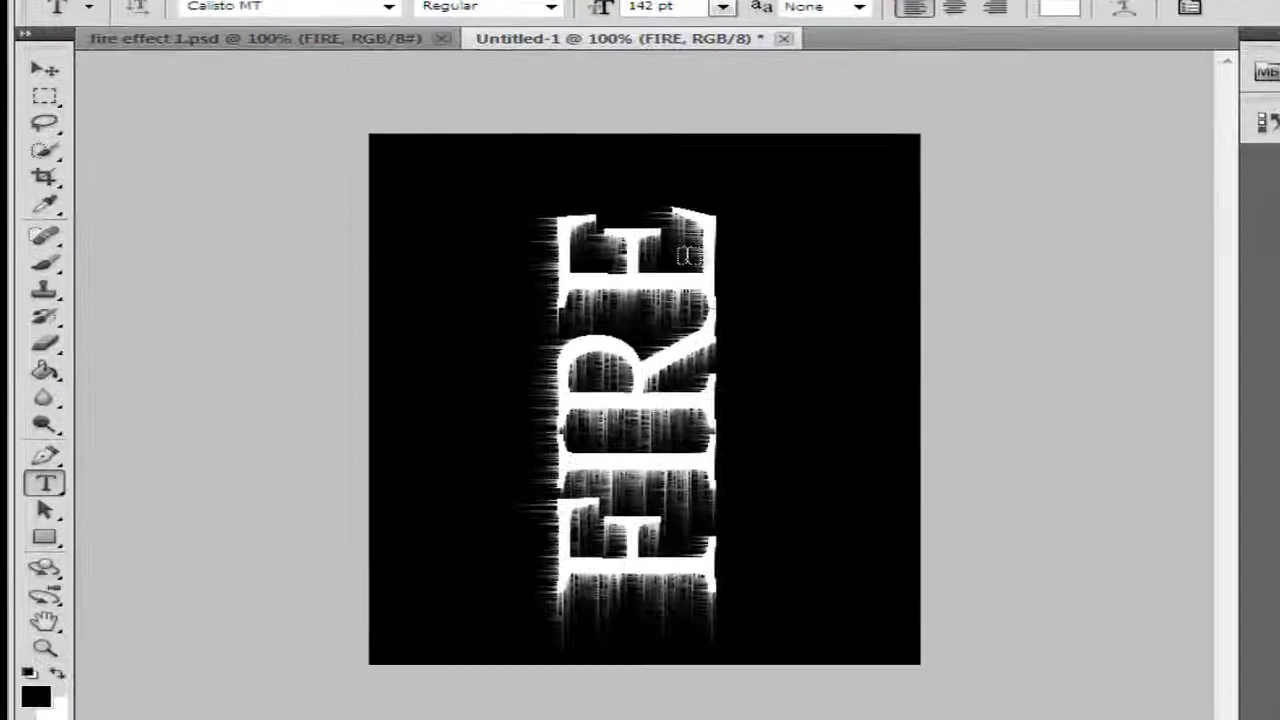 T Calisto MT Regular T 142 pt aa None
fire effect 1.psd @ 100% (FIRE, RGB/8#) Untitled-1 @ 100% (FIRE, RGB/8) *
FIRE
T